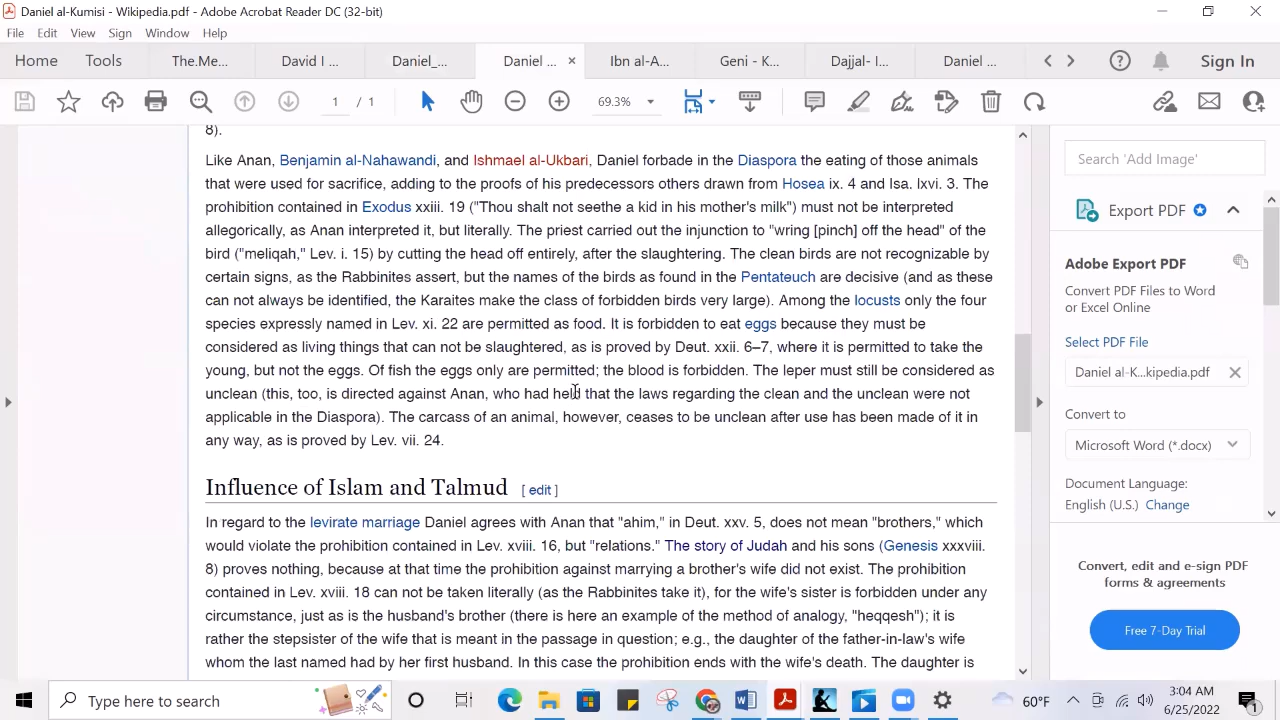 Daniel al-Kumisi - Wikipedia.pdf - Adobe Acrobat Reader DC (32-bit)
File Edit View Sign Window Help
Home Tools The.Me... David I ... Daniel_... Daniel ... × Ibn al-A... Geni - K... Dajjal- I... Daniel ... Sign In
1 / 1 69.3%
8).
Like Anan, Benjamin al-Nahawandi, and Ishmael al-Ukbari, Daniel forbade in the Diaspora the eating of those animals
that were used for sacrifice, adding to the proofs of his predecessors others drawn from Hosea ix. 4 and Isa. lxvi. 3. The
prohibition contained in Exodus xxiii. 19 ("Thou shalt not seethe a kid in his mother's milk") must not be interpreted
allegorically, as Anan interpreted it, but literally. The priest carried out the injunction to "wring [pinch] off the head" of the
bird ("meliqah," Lev. i. 15) by cutting the head off entirely, after the slaughtering. The clean birds are not recognizable by
certain signs, as the Rabbinites assert, but the names of the birds as found in the Pentateuch are decisive (and as these
can not always be identified, the Karaites make the class of forbidden birds very large). Among the locusts only the four
species expressly named in Lev. xi. 22 are permitted as food. It is forbidden to eat eggs because they must be
considered as living things that can not be slaughtered, as is proved by Deut. xxii. 6–7, where it is permitted to take the
young, but not the eggs. Of fish the eggs only are permitted; the blood is forbidden. The leper must still be considered as
unclean (this, too, is directed against Anan, who had held that the laws regarding the clean and the unclean were not
applicable in the Diaspora). The carcass of an animal, however, ceases to be unclean after use has been made of it in
any way, as is proved by Lev. vii. 24.
Influence of Islam and Talmud [ edit ]
In regard to the levirate marriage Daniel agrees with Anan that "ahim," in Deut. xxv. 5, does not mean "brothers," which
would violate the prohibition contained in Lev. xviii. 16, but "relations." The story of Judah and his sons (Genesis xxxviii.
8) proves nothing, because at that time the prohibition against marrying a brother's wife did not exist. The prohibition
contained in Lev. xviii. 18 can not be taken literally (as the Rabbinites take it), for the wife's sister is forbidden under any
circumstance, just as is the husband's brother (there is here an example of the method of analogy, "heqqesh"); it is
rather the stepsister of the wife that is meant in the passage in question; e.g., the daughter of the father-in-law's wife
whom the last named had by her first husband. In this case the prohibition ends with the wife's death. The daughter is
Search 'Add Image'
Export PDF
Adobe Export PDF
Convert PDF Files to Word
or Excel Online
Select PDF File
Daniel al-K...kipedia.pdf
Convert to
Microsoft Word (*.docx)
Document Language:
English (U.S.) Change
Convert, edit and e-sign PDF
forms & agreements
Free 7-Day Trial
Type here to search
60°F
3:04 AM
6/25/2022
1